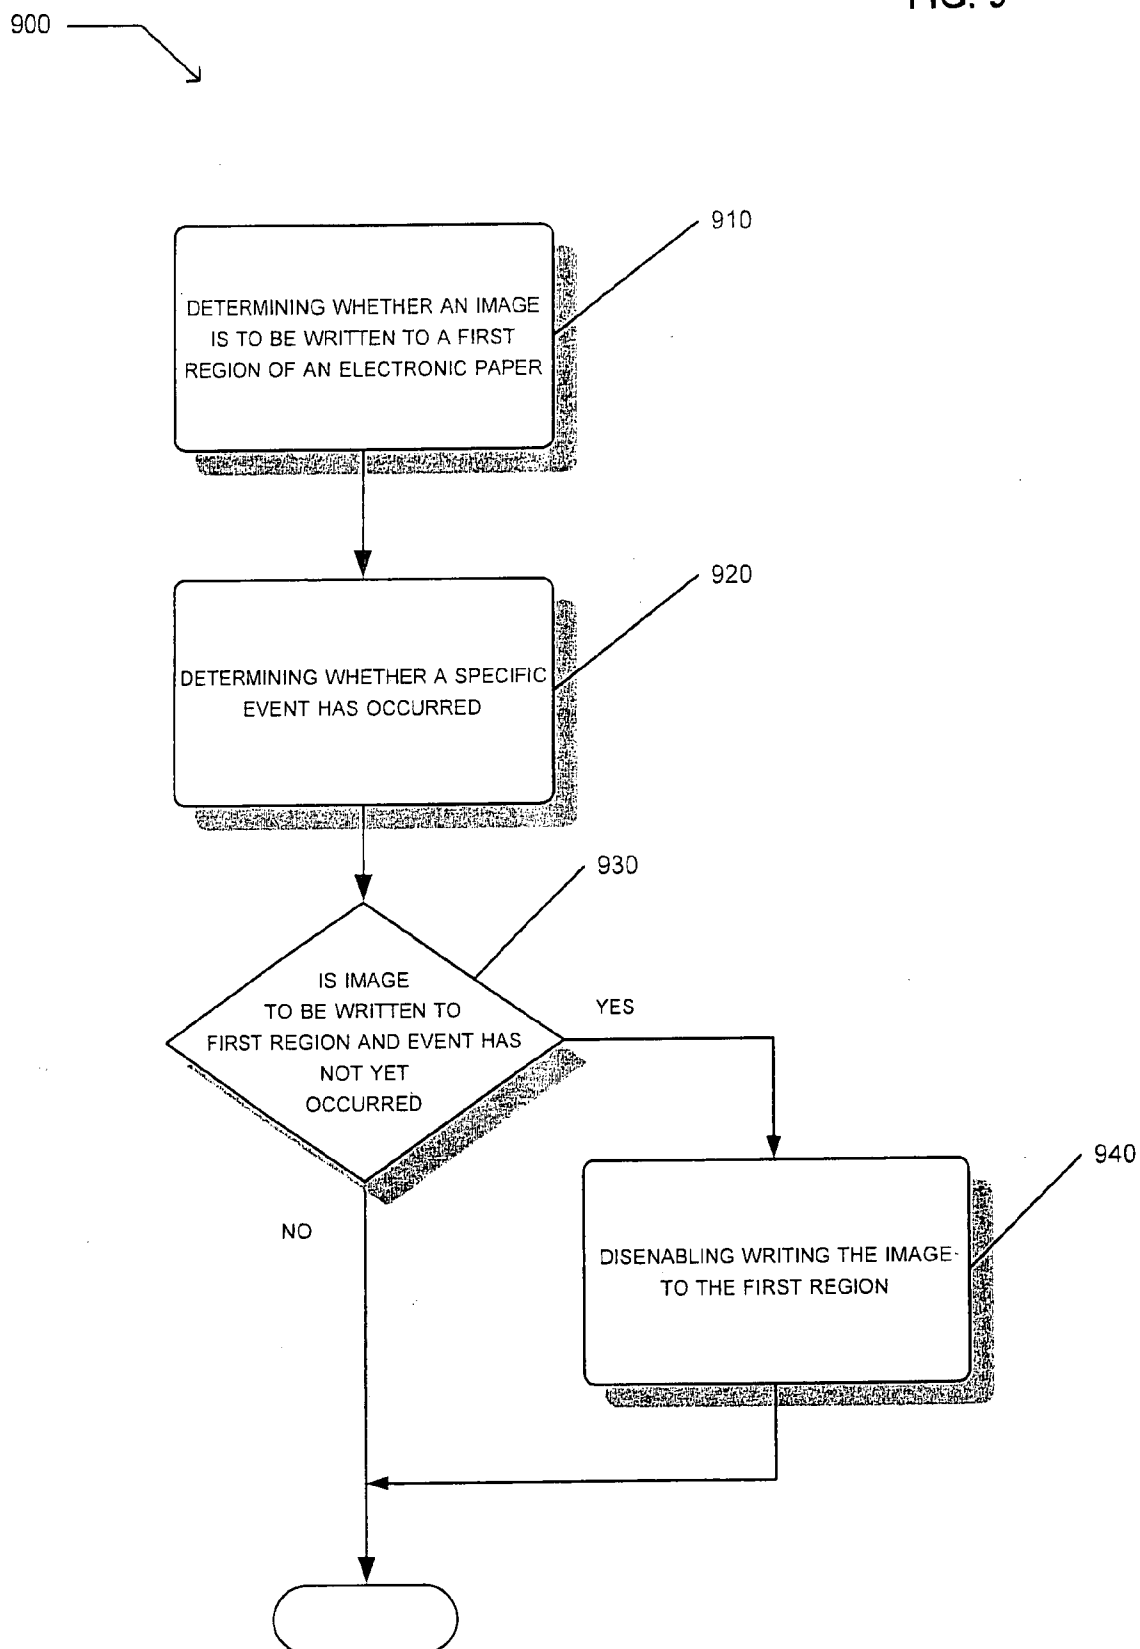 FIG. 9
900
910
DETERMINING WHETHER AN IMAGE
IS TO BE WRITTEN TO A FIRST
REGION OF AN ELECTRONIC PAPER
920
DETERMINING WHETHER A SPECIFIC
EVENT HAS OCCURRED
930
IS IMAGE
TO BE WRITTEN TO
FIRST REGION AND EVENT HAS
NOT YET
OCCURRED
YES
940
NO
DISENABLING WRITING THE IMAGE
TO THE FIRST REGION